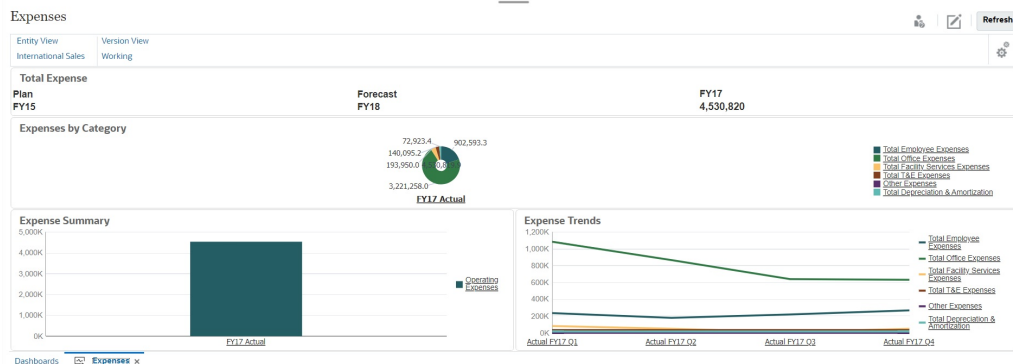 Expenses
Refresh
Entity View Version View
International Sales Working
Total Expense
Plan Forecast FY17
FY15 FY18 4,530,820
Expenses by Category
72,923.4 902,593.3
140,095.2
193,950.0
3,221,258.0
FY17 Actual
Total Employee Expenses
Total Office Expenses
Total Facility Services Expenses
Total T&E Expenses
Other Expenses
Total Depreciation & Amortization
Expense Summary
5,000K
4,000K
3,000K
2,000K
1,000K
0K
FY17 Actual
Operating
Expenses
Expense Trends
1,200K
1,000K
800K
600K
400K
200K
0K
Actual FY17 Q1 Actual FY17 Q2 Actual FY17 Q3 Actual FY17 Q4
Total Employee
Expenses
Total Office Expenses
Total Facility Services
Expenses
Total T&E Expenses
Other Expenses
Total Depreciation &
Amortization
Dashboards Expenses ×